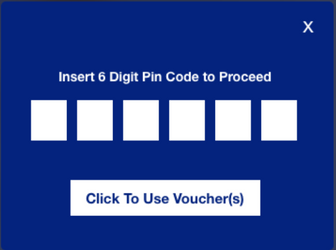 X
Insert 6 Digit Pin Code to Proceed
Click To Use Voucher(s)